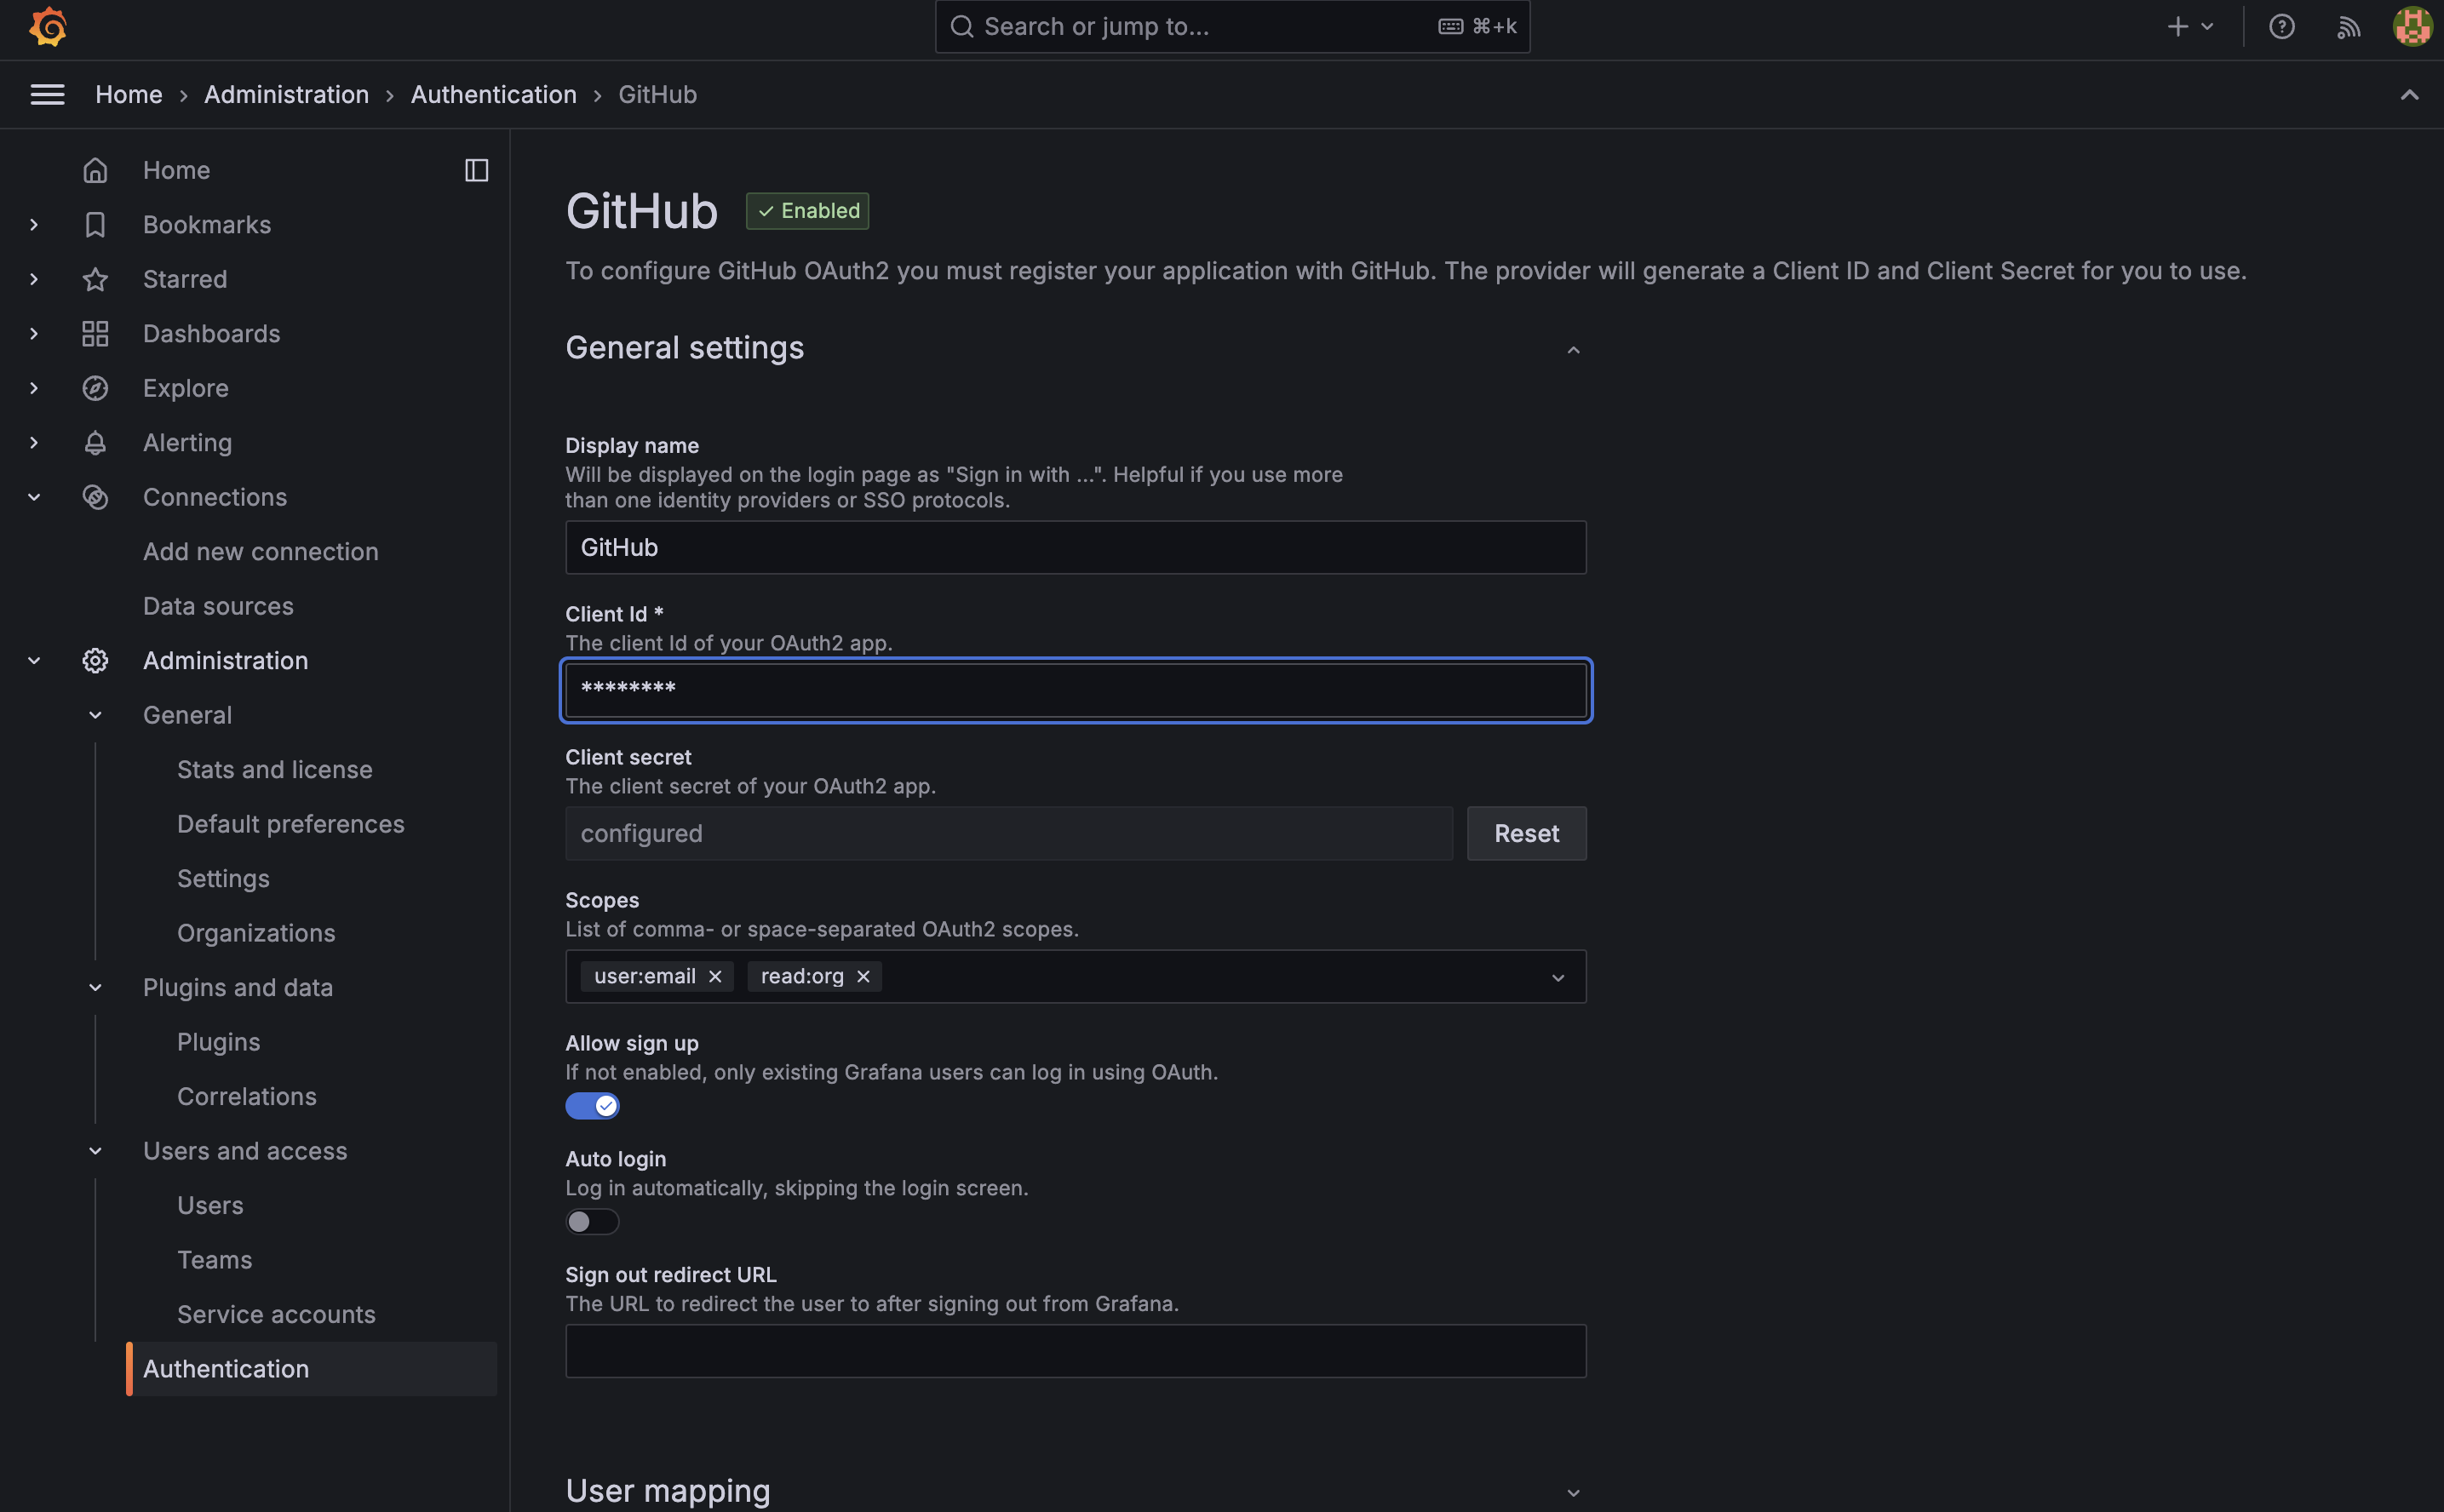 Search or jump to...
⌘+k
Home › Administration › Authentication › GitHub
Home
Bookmarks
Starred
Dashboards
Explore
Alerting
Connections
Add new connection
Data sources
Administration
General
Stats and license
Default preferences
Settings
Organizations
Plugins and data
Plugins
Correlations
Users and access
Users
Teams
Service accounts
Authentication
GitHub
Enabled
To configure GitHub OAuth2 you must register your application with GitHub. The provider will generate a Client ID and Client Secret for you to use.
General settings
Display name
Will be displayed on the login page as "Sign in with ...". Helpful if you use more
than one identity providers or SSO protocols.
GitHub
Client Id *
The client Id of your OAuth2 app.
********
Client secret
The client secret of your OAuth2 app.
configured
Reset
Scopes
List of comma- or space-separated OAuth2 scopes.
user:email
read:org
Allow sign up
If not enabled, only existing Grafana users can log in using OAuth.
Auto login
Log in automatically, skipping the login screen.
Sign out redirect URL
The URL to redirect the user to after signing out from Grafana.
User mapping